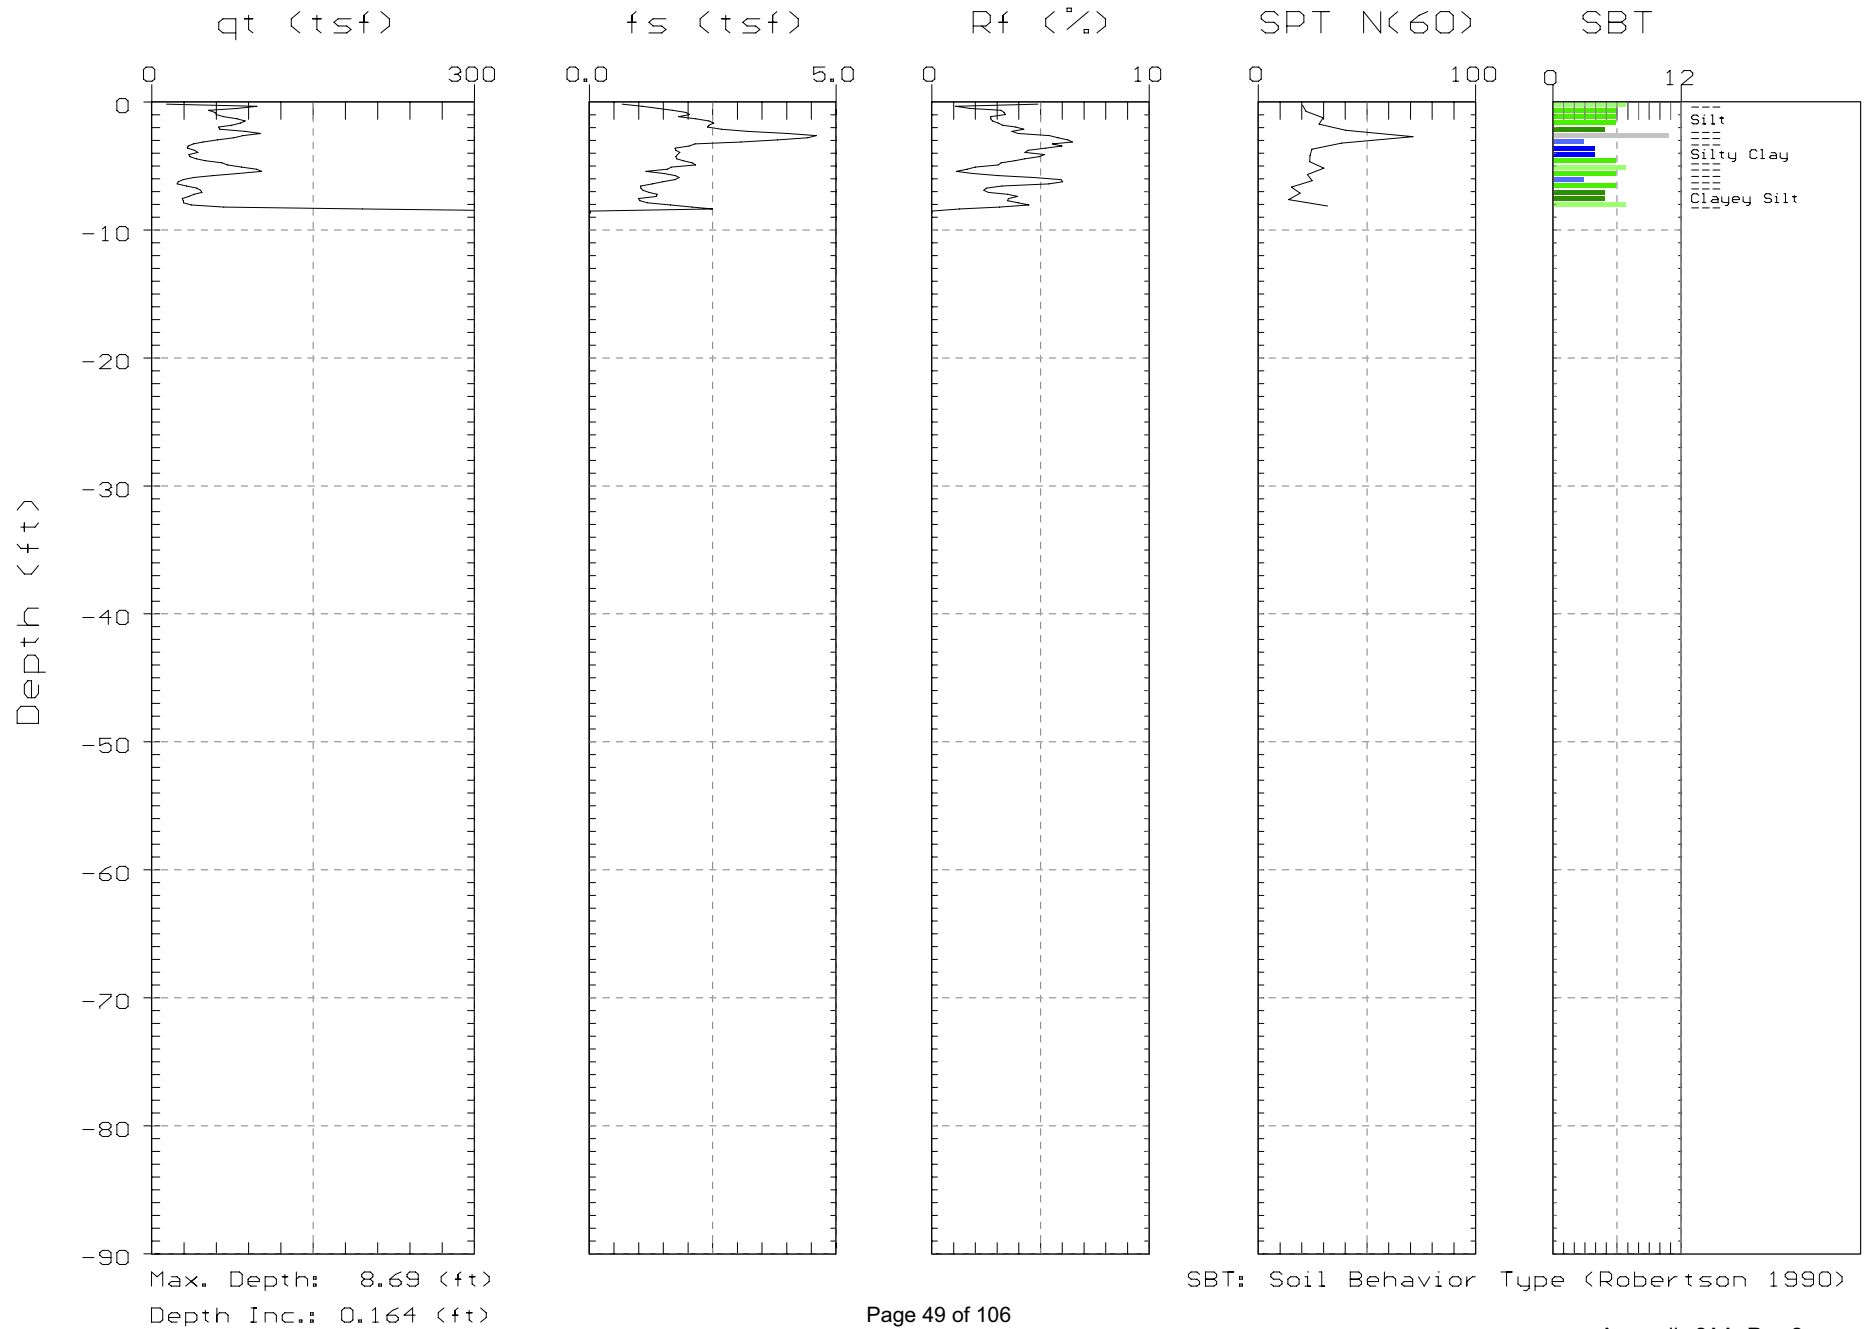 qt (tsf) fs (tsf) Rf (%) SPT N(60) SBT
0 300 0.0 5.0 0 10 0 100 0 12
0
-10
-20
-30
-40
-50
-60
-70
-80
-90
Depth (ft)
Silt
Silty Clay
Clayey Silt
Max. Depth: 8.69 (ft)
Depth Inc.: 0.164 (ft)
SBT: Soil Behavior Type (Robertson 1990)
Page 49 of 106